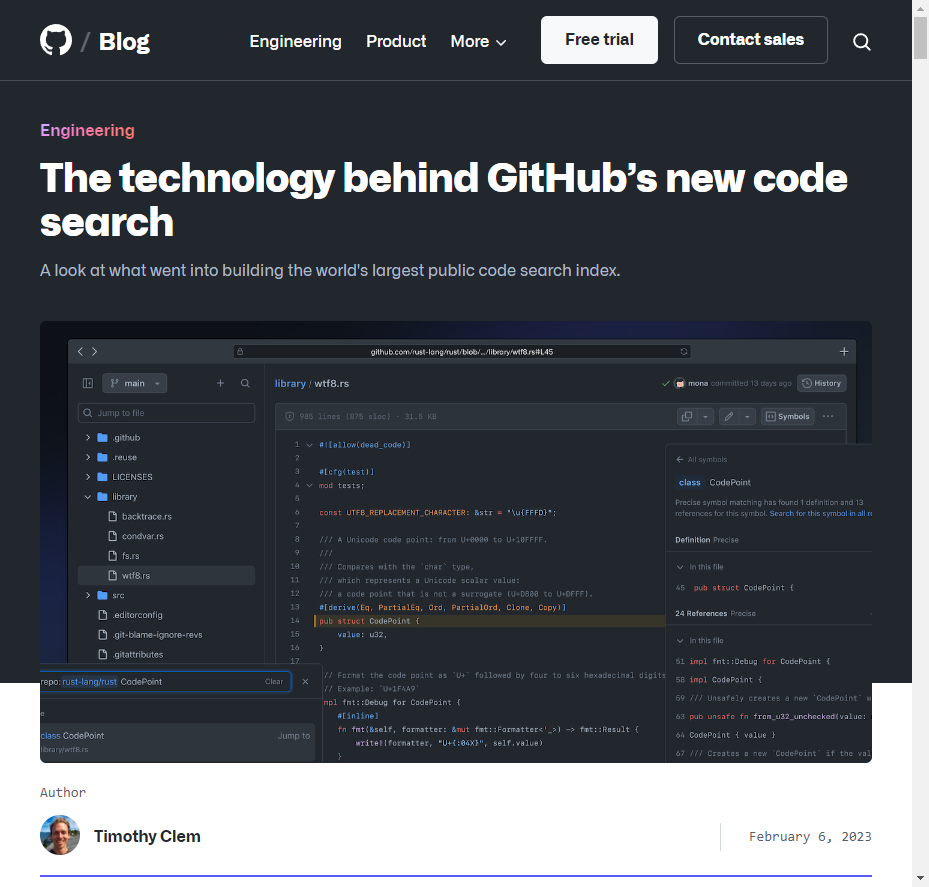 / Blog
Engineering Product More
Free trial
Contact sales
Engineering
The technology behind GitHub’s new code
search
A look at what went into building the world's largest public code search index.
github.com/rust-lang/rust/blob/.../library/wtf8.rs#L45
main
Jump to file
.github
.reuse
LICENSES
library
backtrace.rs
condvar.rs
fs.rs
wtf8.rs
src
.editorconfig
.git-blame-ignore-revs
.gitattributes
library / wtf8.rs
mona committed 13 days ago
History
985 lines (875 sloc) · 31.5 KB
Symbols
1 #![allow(dead_code)]
2
3 #[cfg(test)]
4 mod tests;
5
6 const UTF8_REPLACEMENT_CHARACTER: &str = "\u{FFFD}";
7
8 /// A Unicode code point: from U+0000 to U+10FFFF.
9 ///
10 /// Compares with the `char` type,
11 /// which represents a Unicode scalar value:
12 /// a code point that is not a surrogate (U+D800 to U+DFFF).
13 #[derive(Eq, PartialEq, Ord, PartialOrd, Clone, Copy)]
14 pub struct CodePoint {
15 value: u32,
16 }
17
// Format the code point as `U+` followed by four to six hexadecimal digits
// Example: `U+1F4A9`
mpl fmt::Debug for CodePoint {
#[inline]
fn fmt(&self, formatter: &mut fmt::Formatter<'_>) -> fmt::Result {
write!(formatter, "U+{:04X}", self.value)
}
All symbols
class CodePoint
Precise symbol matching has found 1 definition and 13
references for this symbol. Search for this symbol in all r
Definition Precise
In this file
45 pub struct CodePoint {
24 References Precise
In this file
51 impl fmt::Debug for CodePoint {
58 impl CodePoint {
59 /// Unsafely creates a new `CodePoint` w
63 pub unsafe fn from_u32_unchecked(value:
64 CodePoint { value }
67 /// Creates a new `CodePoint` if the val
repo:rust-lang/rust CodePoint
Clear
e
class CodePoint
Jump to
library/wtf8.rs
Author
Timothy Clem
February 6, 2023